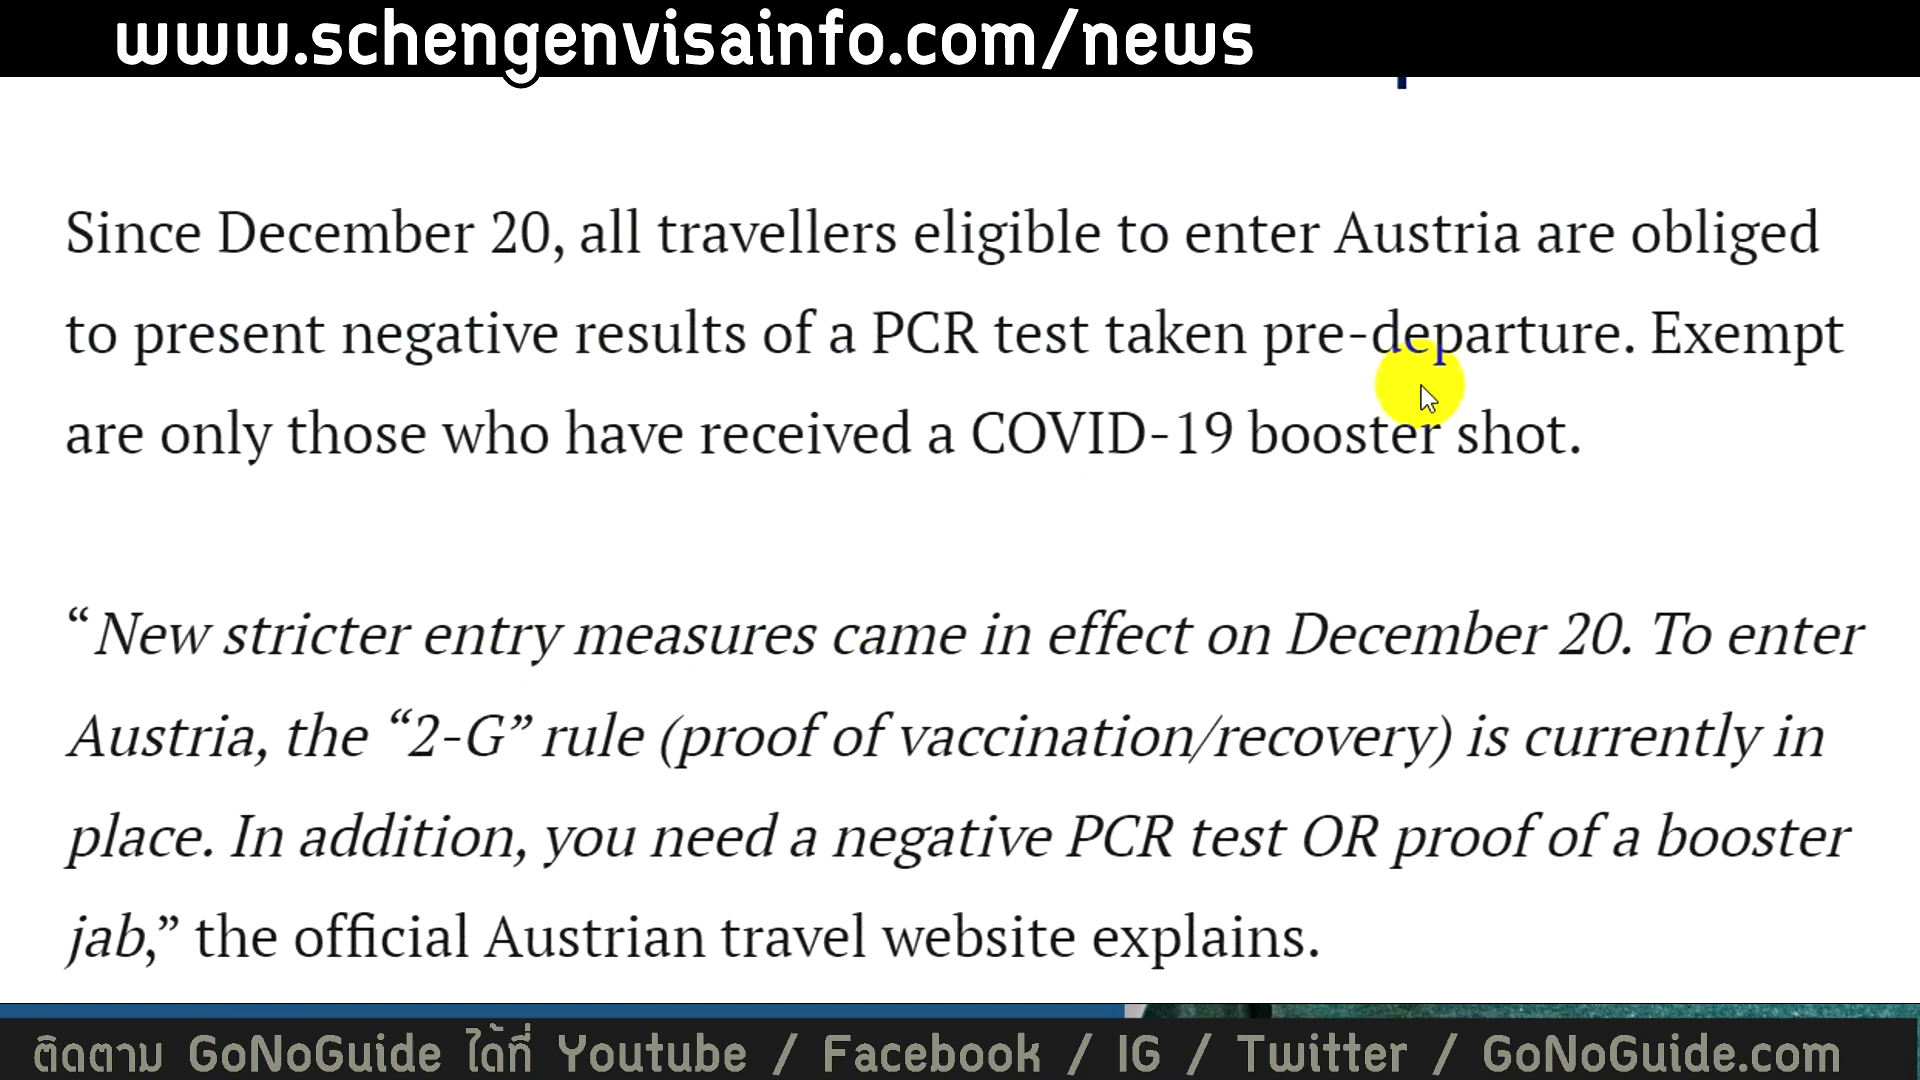 www.schengenvisainfo.com/news
Since December 20, all travellers eligible to enter Austria are obliged
to present negative results of a PCR test taken pre-departure. Exempt
are only those who have received a COVID-19 booster shot.
“New stricter entry measures came in effect on December 20. To enter
Austria, the “2-G” rule (proof of vaccination/recovery) is currently in
place. In addition, you need a negative PCR test OR proof of a booster
jab,” the official Austrian travel website explains.
ติดตาม GoNoGuide ได้ที่ Youtube / Facebook / IG / Twitter / GoNoGuide.com